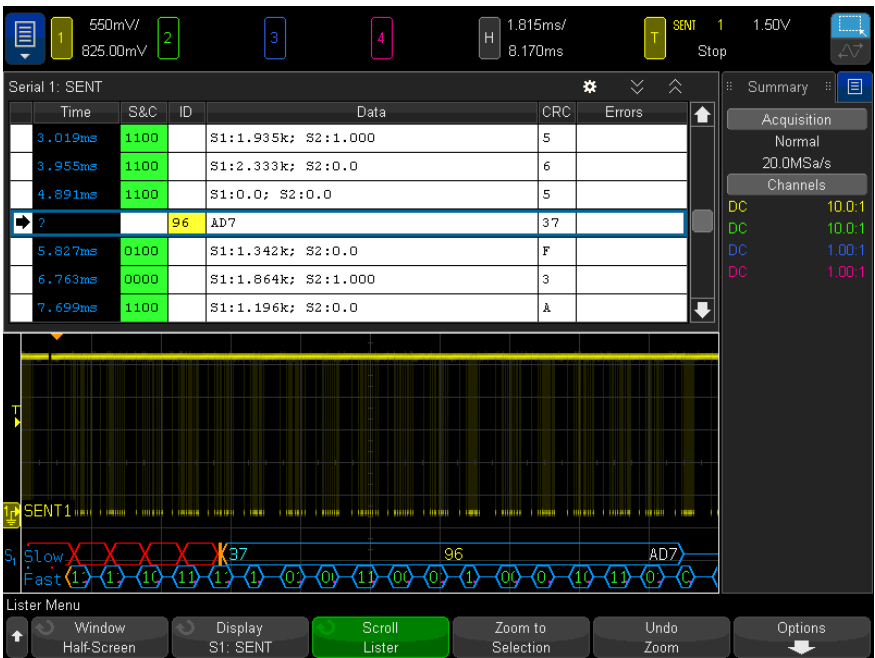 1 550mV/ 2 3 4 H 1.815ms/ T SENT 1 1.50V
825.00mV 8.170ms Stop
Serial 1: SENT
Time S&C ID Data CRC Errors
3.019ms 1100 S1:1.935k; S2:1.000 5
3.955ms 1100 S1:2.333k; S2:0.0 6
4.891ms 1100 S1:0.0; S2:0.0 5
? 96 AD7 37
5.827ms 0100 S1:1.342k; S2:0.0 F
6.763ms 0000 S1:1.864k; S2:1.000 3
7.699ms 1100 S1:1.196k; S2:0.0 A
Summary
Acquisition
Normal
20.0MSa/s
Channels
DC 10.0:1
DC 10.0:1
DC 1.00:1
DC 1.00:1
T
SENT1
S1 Slow 37 96 AD7
Fast
Lister Menu
Window Display Scroll Zoom to Undo Options
Half-Screen S1: SENT Lister Selection Zoom